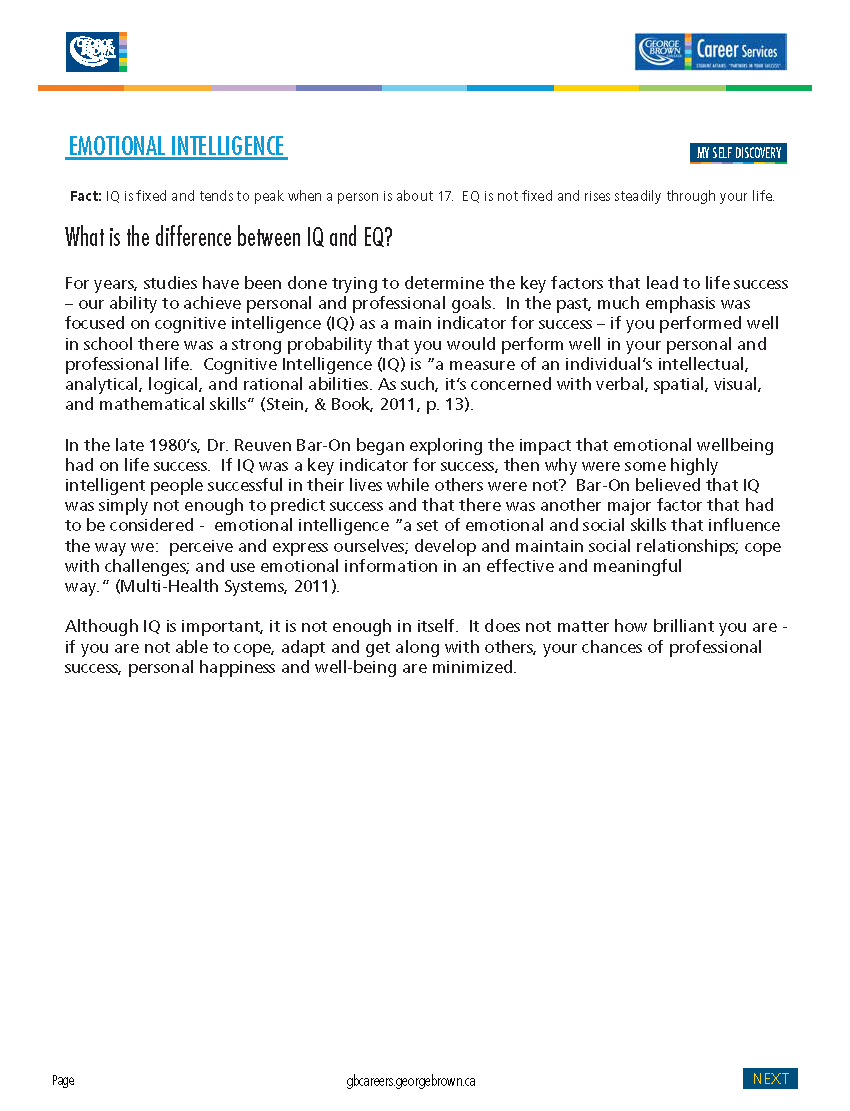 GEORGE BROWN
GEORGE
BROWN
Career Services
STUDENT AFFAIRS: "PARTNERS IN YOUR SUCCESS"
EMOTIONAL INTELLIGENCE
MY SELF DISCOVERY
Fact: IQ is fixed and tends to peak when a person is about 17.  EQ is not fixed and rises steadily through your life.
What is the difference between IQ and EQ?
For years, studies have been done trying to determine the key factors that lead to life success
– our ability to achieve personal and professional goals.  In the past, much emphasis was
focused on cognitive intelligence (IQ) as a main indicator for success – if you performed well
in school there was a strong probability that you would perform well in your personal and
professional life.  Cognitive Intelligence (IQ) is "a measure of an individual's intellectual,
analytical, logical, and rational abilities. As such, it's concerned with verbal, spatial, visual,
and mathematical skills" (Stein, & Book, 2011, p. 13).
In the late 1980's, Dr. Reuven Bar-On began exploring the impact that emotional wellbeing
had on life success.  If IQ was a key indicator for success, then why were some highly
intelligent people successful in their lives while others were not?  Bar-On believed that IQ
was simply not enough to predict success and that there was another major factor that had
to be considered -  emotional intelligence "a set of emotional and social skills that influence
the way we:  perceive and express ourselves; develop and maintain social relationships; cope
with challenges; and use emotional information in an effective and meaningful
way." (Multi-Health Systems, 2011).
Although IQ is important, it is not enough in itself.  It does not matter how brilliant you are -
if you are not able to cope, adapt and get along with others, your chances of professional
success, personal happiness and well-being are minimized.
Page
gbcareers.georgebrown.ca
NEXT